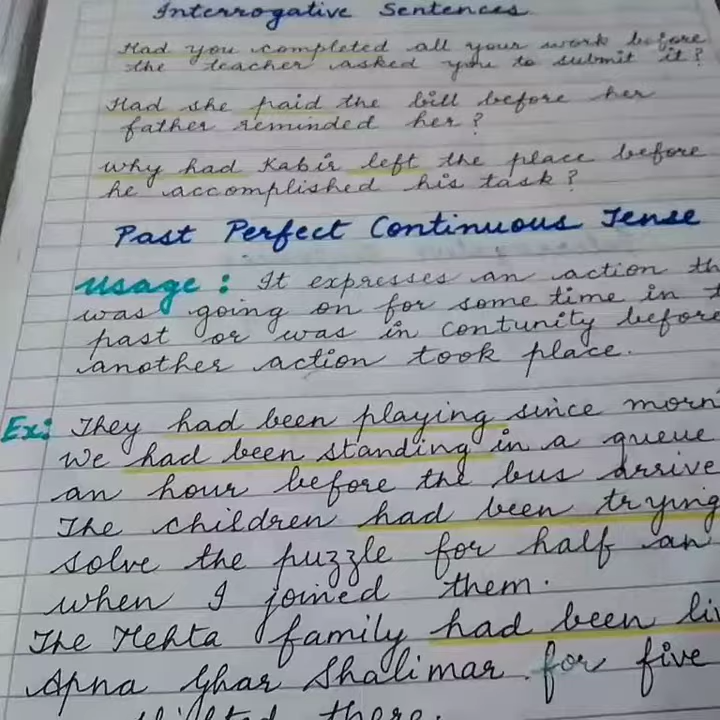 Interrogative Sentences
Had you completed all your work before
the teacher asked you to submit it?
Had she paid the bill before her
father reminded her?
Why had Kabir left the place before
he accomplished his task?
Past Perfect Continuous Tense
Usage: It expresses an action th
was going on for some time in t
past or was in contunity before
another action took place.
Ex: They had been playing since morn
We had been standing in a queue
an hour before the bus arrive
The children had been trying
solve the puzzle for half an
when I joined them.
The Mehta family had been li
Apna Ghar Shalimar for five
there.